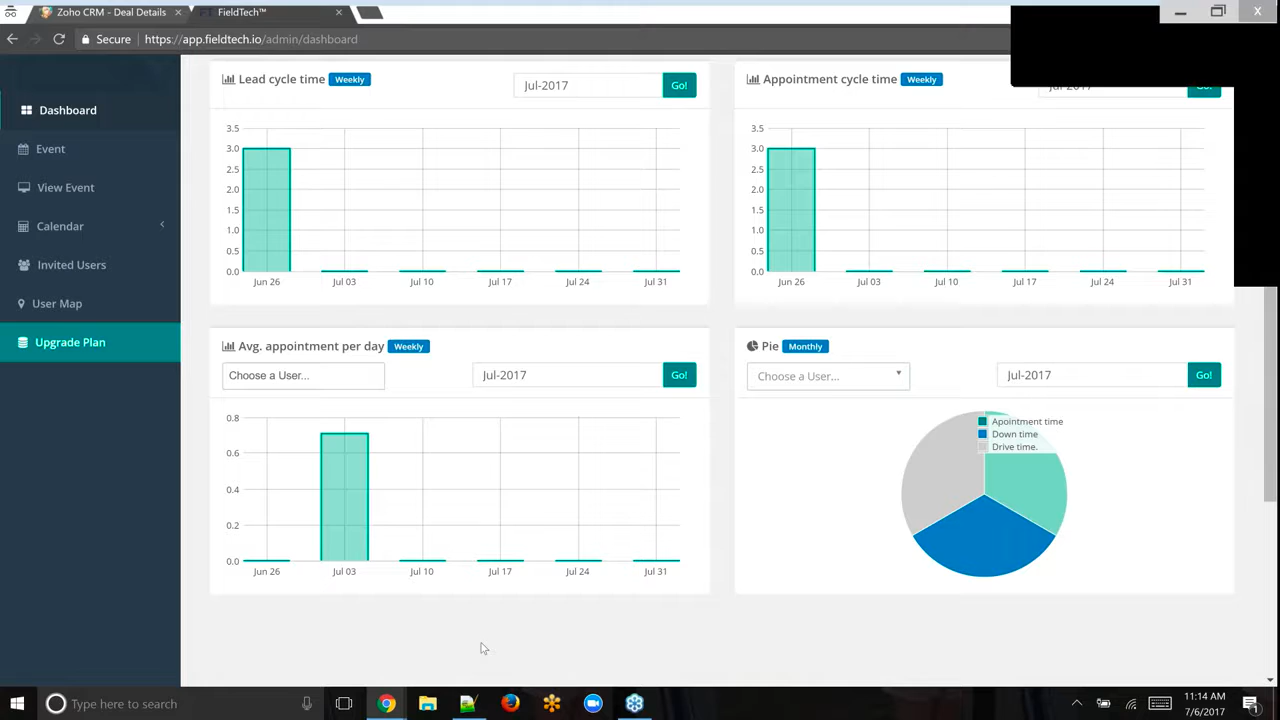 Zoho CRM - Deal Details ×
FieldTech™ ×
Secure https://app.fieldtech.io/admin/dashboard
Dashboard
Event
View Event
Calendar
Invited Users
User Map
Upgrade Plan
Lead cycle time Weekly
Jul-2017 Go!
3.5
3.0
2.5
2.0
1.5
1.0
0.5
0.0
Jun 26 Jul 03 Jul 10 Jul 17 Jul 24 Jul 31
Appointment cycle time Weekly
3.5
3.0
2.5
2.0
1.5
1.0
0.5
0.0
Jun 26 Jul 03 Jul 10 Jul 17 Jul 24 Jul 31
Avg. appointment per day Weekly
Choose a User... Jul-2017 Go!
0.8
0.6
0.4
0.2
0.0
Jun 26 Jul 03 Jul 10 Jul 17 Jul 24 Jul 31
Pie Monthly
Choose a User... Jul-2017 Go!
Apointment time
Down time
Drive time.
Type here to search
11:14 AM
7/6/2017
1